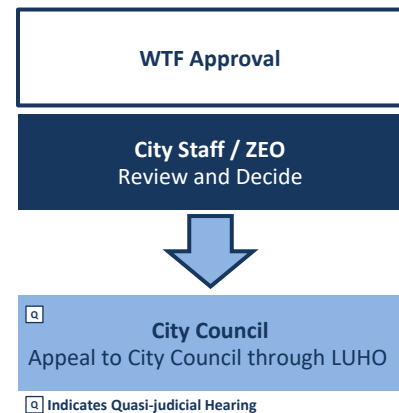 WTF Approval
City Staff / ZEO
Review and Decide
Q
City Council
Appeal to City Council through LUHO
Q Indicates Quasi-judicial Hearing